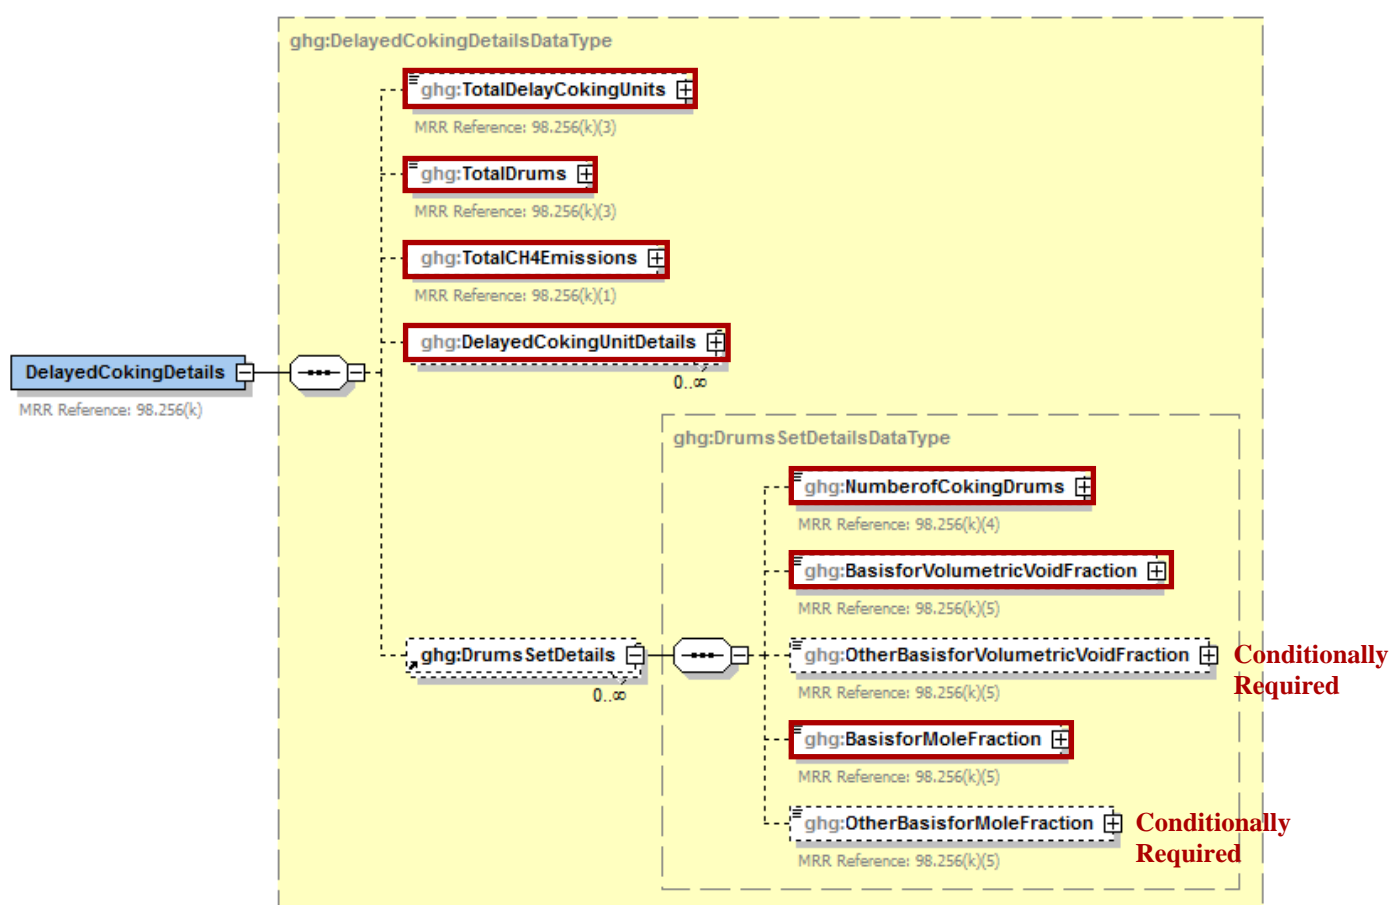 ghg:DelayedCokingDetailsDataType
ghg:TotalDelayCokingUnits
MRR Reference: 98.256(k)(3)
ghg:TotalDrums
MRR Reference: 98.256(k)(3)
ghg:TotalCH4Emissions
MRR Reference: 98.256(k)(1)
ghg:DelayedCokingUnitDetails
0..∞
DelayedCokingDetails
MRR Reference: 98.256(k)
ghg:DrumsSetDetailsDataType
ghg:NumberofCokingDrums
MRR Reference: 98.256(k)(4)
ghg:BasisforVolumetricVoidFraction
MRR Reference: 98.256(k)(5)
ghg:DrumsSetDetails
0..∞
ghg:OtherBasisforVolumetricVoidFraction
MRR Reference: 98.256(k)(5)
Conditionally
Required
ghg:BasisforMoleFraction
MRR Reference: 98.256(k)(5)
ghg:OtherBasisforMoleFraction
MRR Reference: 98.256(k)(5)
Conditionally
Required